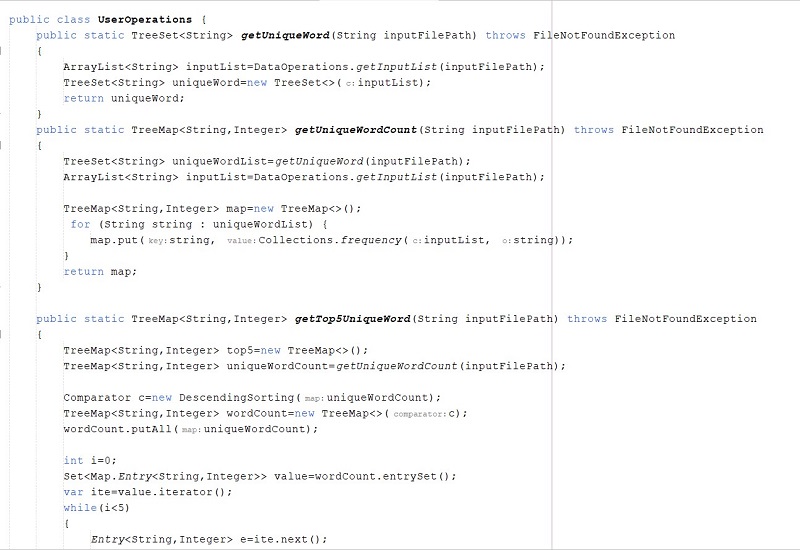 public class UserOperations {
public static TreeSet<String> getUniqueWord(String inputFilePath) throws FileNotFoundException
{
ArrayList<String> inputList=DataOperations.getInputList(inputFilePath);
TreeSet<String> uniqueWord=new TreeSet<>( c: inputList);
return uniqueWord;
}
public static TreeMap<String,Integer> getUniqueWordCount(String inputFilePath) throws FileNotFoundException
{
TreeSet<String> uniqueWordList=getUniqueWord(inputFilePath);
ArrayList<String> inputList=DataOperations.getInputList(inputFilePath);
TreeMap<String,Integer> map=new TreeMap<>();
for (String string : uniqueWordList) {
map.put( key: string, value: Collections.frequency( c: inputList, o: string));
}
return map;
}
public static TreeMap<String,Integer> getTop5UniqueWord(String inputFilePath) throws FileNotFoundException
{
TreeMap<String,Integer> top5=new TreeMap<>();
TreeMap<String,Integer> uniqueWordCount=getUniqueWordCount(inputFilePath);
Comparator c=new DescendingSorting( map: uniqueWordCount);
TreeMap<String,Integer> wordCount=new TreeMap<>( comparator: c);
wordCount.putAll( map: uniqueWordCount);
int i=0;
Set<Map.Entry<String,Integer>> value=wordCount.entrySet();
var ite=value.iterator();
while(i<5)
{
Entry<String,Integer> e=ite.next();